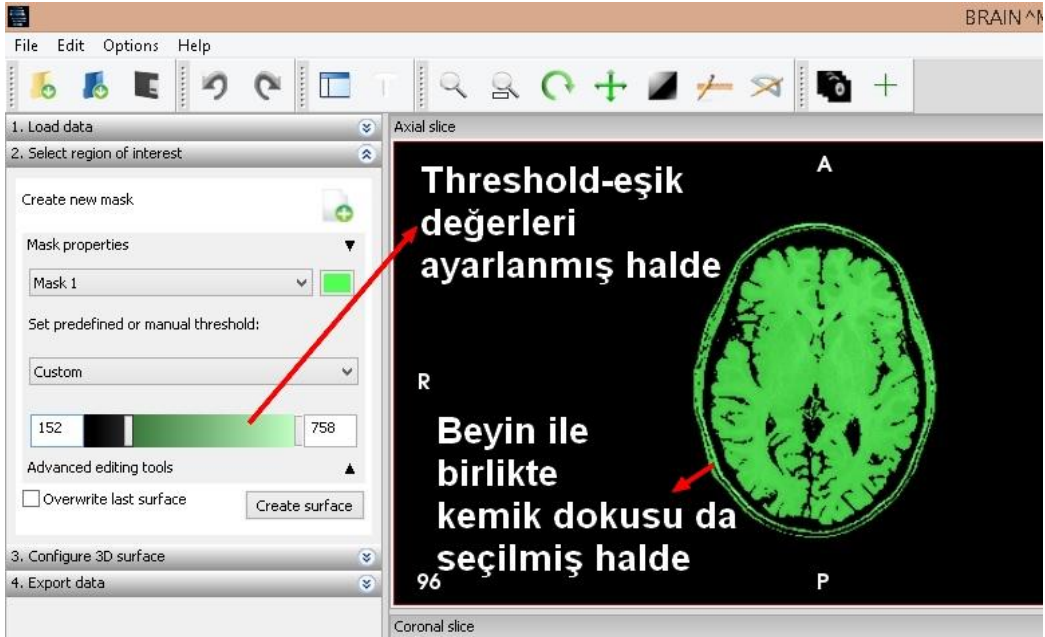 BRAIN ^
File Edit Options Help
1. Load data
2. Select region of interest
Create new mask
Mask properties
Mask 1
Set predefined or manual threshold:
Custom
152
758
Advanced editing tools
Overwrite last surface
Create surface
3. Configure 3D surface
4. Export data
Axial slice
A
Threshold-eşik
değerleri
ayarlanmış halde
R
Beyin ile
birlikte
kemik dokusu da
seçilmiş halde
96
P
Coronal slice